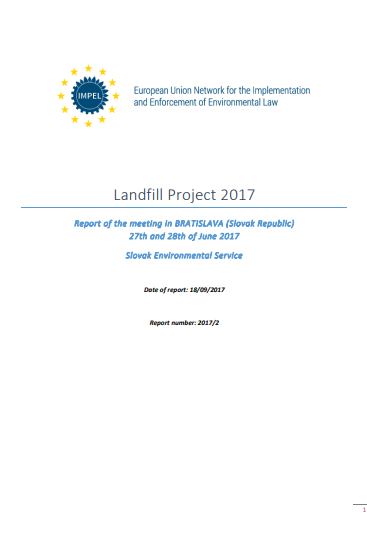 IMPEL
European Union Network for the Implementation
and Enforcement of Environmental Law
Landfill Project 2017
Report of the meeting in BRATISLAVA (Slovak Republic)
27th and 28th of June 2017
Slovak Environmental Service
Date of report: 18/09/2017
Report number: 2017/2
1